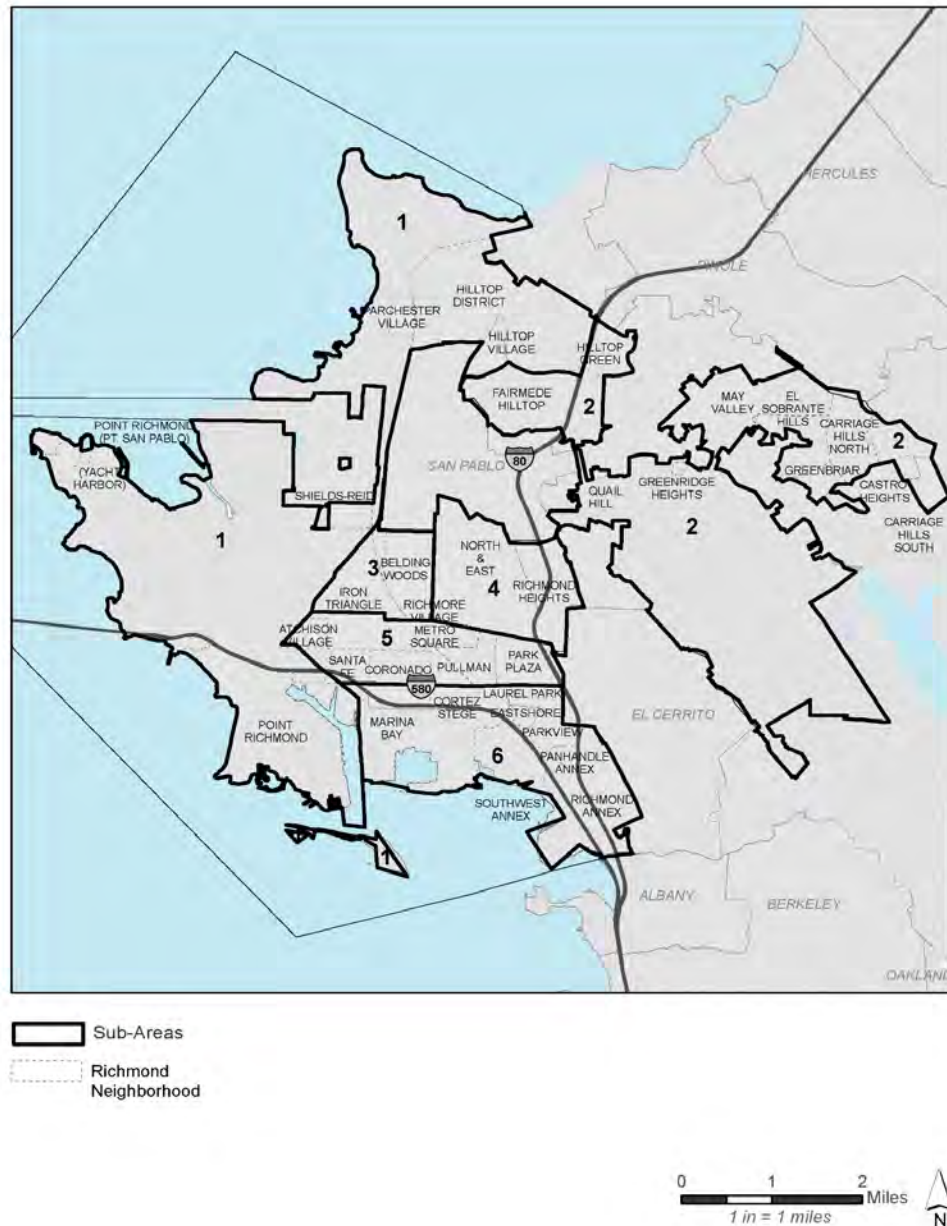 HERCULES
1
PINOLE
HILLTOP
DISTRICT
PARCHESTER
VILLAGE
HILLTOP
VILLAGE
HILLTOP
GREEN
FAIRMEDE
HILLTOP
2
MAY
VALLEY
EL
SOBRANTE
HILLS
CARRIAGE
HILLS
NORTH
2
POINT RICHMOND
(PT. SAN PABLO)
(YACHT
HARBOR)
SAN PABLO
80
SHIELDS-REID
QUAIL
HILL
GREENRIDGE
HEIGHTS
GREENBRIAR
CASTRO
HEIGHTS
2
CARRIAGE
HILLS
SOUTH
1
3
BELDING
WOODS
NORTH
&
EAST
4
IRON
TRIANGLE
RICHMORE
VILLAGE
RICHMOND
HEIGHTS
ATCHISON
VILLAGE
5
METRO
SQUARE
SANTA
FE
CORONADO
PULLMAN
PARK
PLAZA
580
CORTEZ
STEGE
LAUREL PARK
EASTSHORE
EL CERRITO
POINT
RICHMOND
MARINA
BAY
PARKVIEW
6
PANHANDLE
ANNEX
SOUTHWEST
ANNEX
RICHMOND
ANNEX
1
ALBANY
BERKELEY
OAKLAND
Sub-Areas
Richmond
Neighborhood
0 1 2
Miles
1 in = 1 miles
N